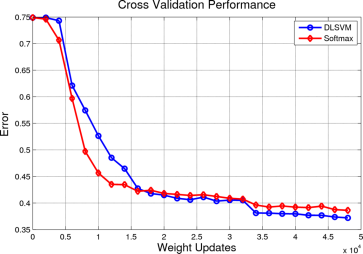 Cross Validation Performance
0.75
0.7
0.65
0.6
0.55
0.5
0.45
0.4
0.35
Error
DLSVM
Softmax
0 0.5 1 1.5 2 2.5 3 3.5 4 4.5 5
Weight Updates
x 10^4